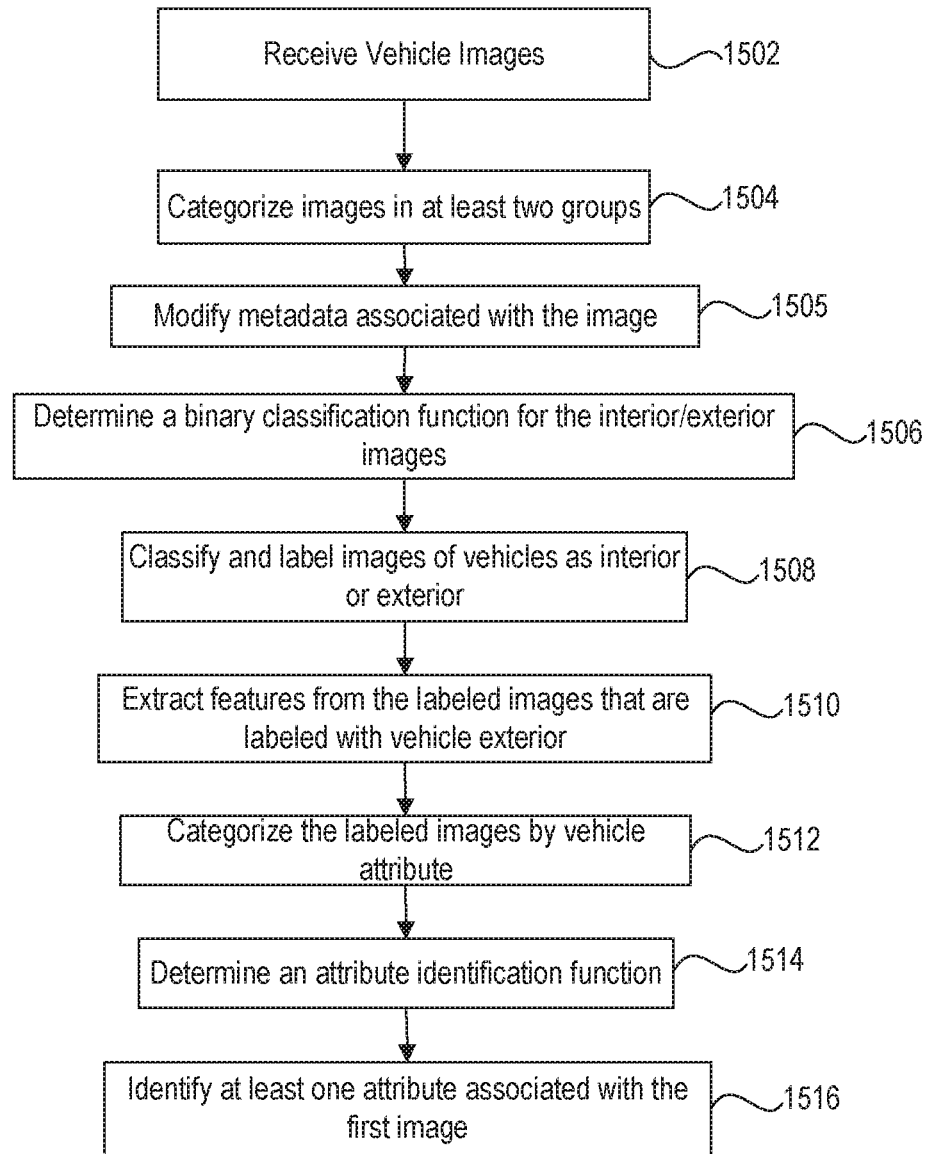 Receive Vehicle Images
1502
Categorize images in at least two groups
1504
Modify metadata associated with the image
1505
Determine a binary classification function for the interior/exterior
images
1506
Classify and label images of vehicles as interior
or exterior
1508
Extract features from the labeled images that are
labeled with vehicle exterior
1510
Categorize the labeled images by vehicle
attribute
1512
Determine an attribute identification function
1514
Identify at least one attribute associated with the
first image
1516